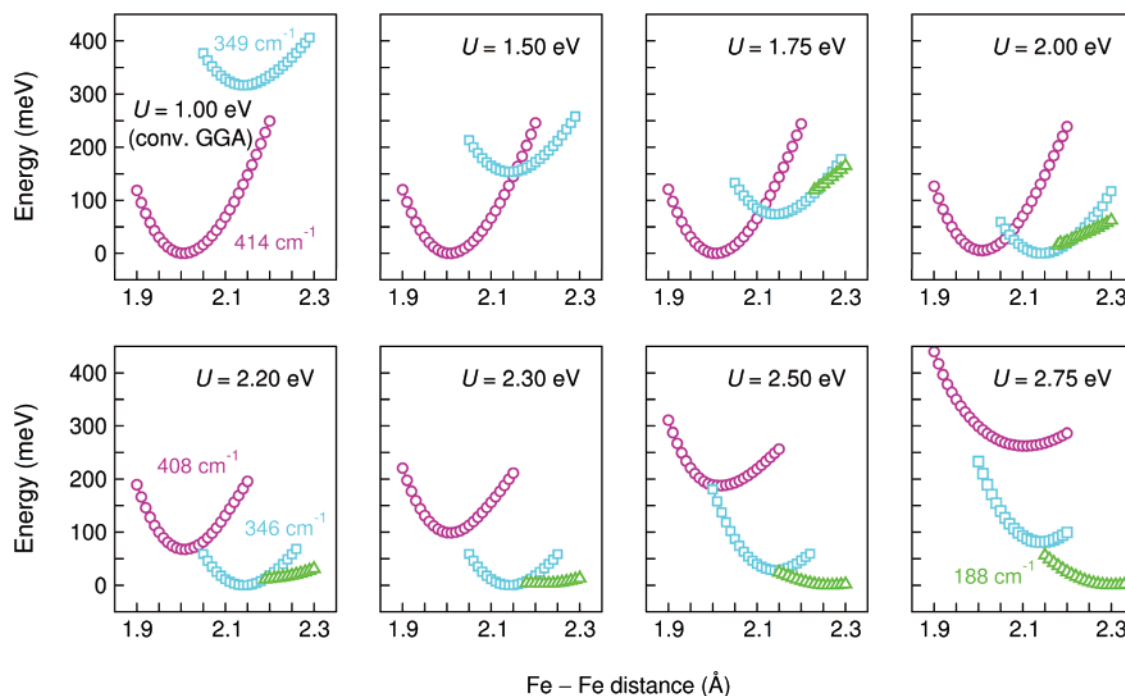 400
300
200
100
0
Energy (meV)
349 cm⁻¹
U = 1.00 eV
(conv. GGA)
414 cm⁻¹
1.9 2.1 2.3
U = 1.50 eV
1.9 2.1 2.3
U = 1.75 eV
1.9 2.1 2.3
U = 2.00 eV
1.9 2.1 2.3
400
300
200
100
0
Energy (meV)
U = 2.20 eV
408 cm⁻¹
346 cm⁻¹
1.9 2.1 2.3
U = 2.30 eV
1.9 2.1 2.3
U = 2.50 eV
1.9 2.1 2.3
U = 2.75 eV
188 cm⁻¹
1.9 2.1 2.3
Fe – Fe distance (Å)